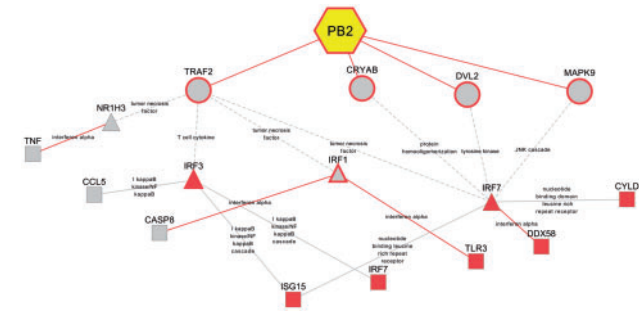 PB2
TRAF2
CRYAB
DVL2
MAPK9
NR1H3
tumor necrosis
factor
TNF
interferon alpha
T cell cytokine
tumor necrosis
factor
tumor necrosis
factor
protein
homooligomerization
tyrosine kinase
JNK cascade
IRF3
IRF1
IRF7
CCL5
I kappaB
kinase/NF
kappaB
nucleotide
binding domain
leucine rich
repeat receptor
CYLD
CASP8
interferon alpha
interferon alpha
interferon alpha
DDX58
I kappaB
kinase/NF
kappaB
cascade
I kappaB
kinase/NF
kappaB
cascade
nucleotide
binding leucine
rich repeat
receptor
TLR3
IRF7
ISG15